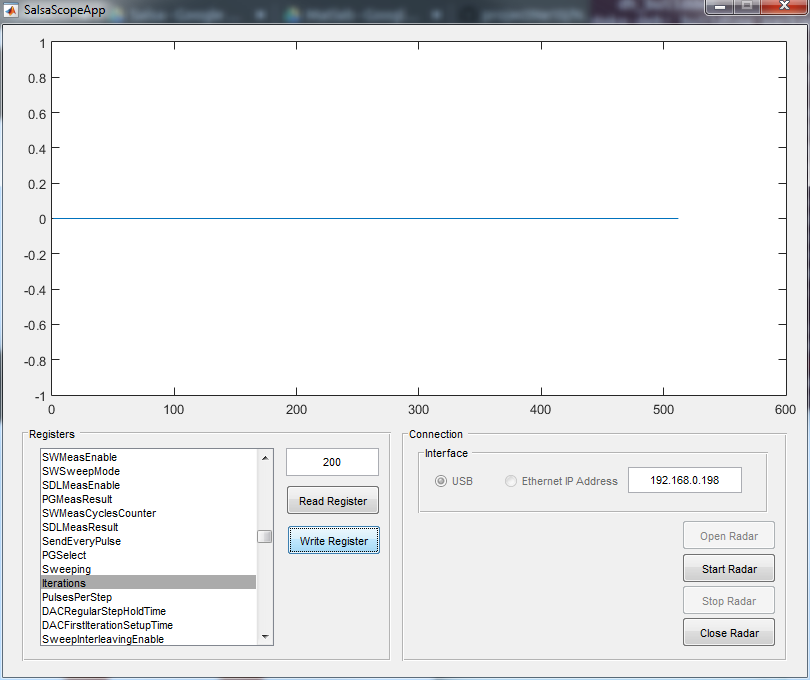 SalsaScopeApp
1
0.8
0.6
0.4
0.2
0
-0.2
-0.4
-0.6
-0.8
-1
0 100 200 300 400 500 600
Registers
SWMeasEnable
SWSweepMode
SDLMeasEnable
PGMeasResult
SWMeasCyclesCounter
SDLMeasResult
SendEveryPulse
PGSelect
Sweeping
Iterations
PulsesPerStep
DACRegularStepHoldTime
DACFirstIterationSetupTime
SweepInterleavingEnable
200
Read Register
Write Register
Connection
Interface
USB
Ethernet IP Address
192.168.0.198
Open Radar
Start Radar
Stop Radar
Close Radar